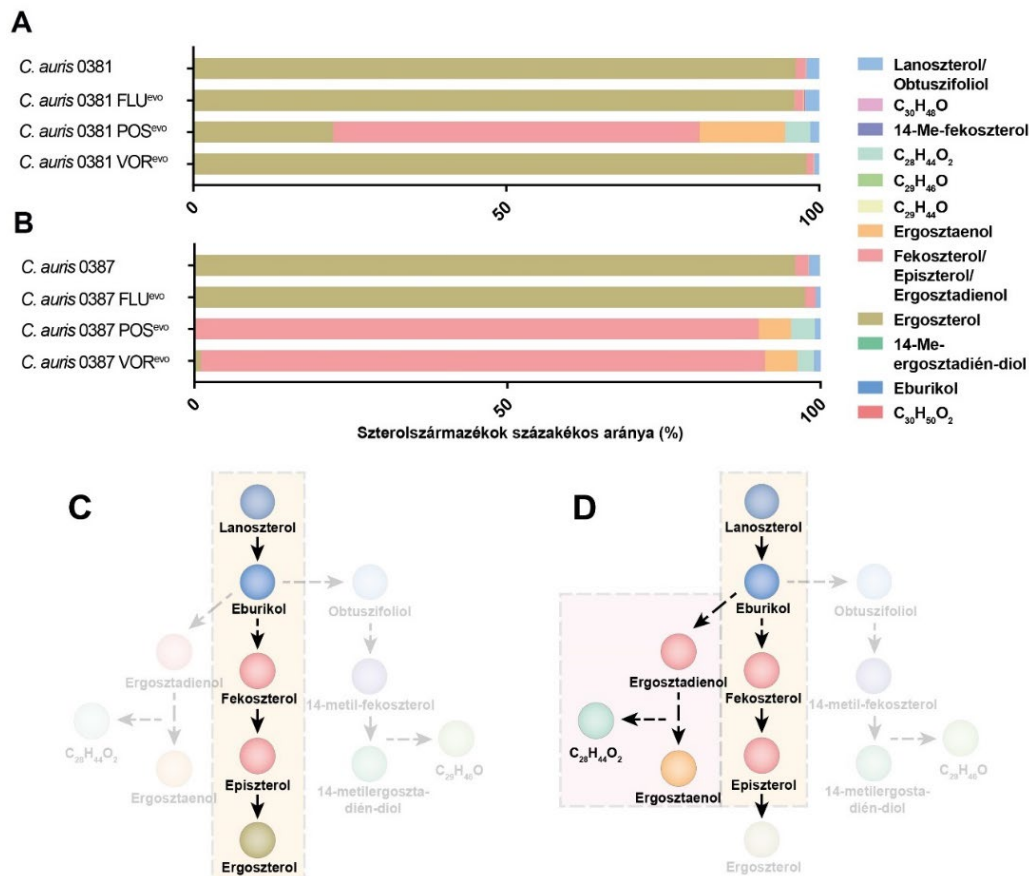 A
C. auris 0381
C. auris 0381 FLUevo
C. auris 0381 POSevo
C. auris 0381 VORevo
0
50
100
B
C. auris 0387
C. auris 0387 FLUevo
C. auris 0387 POSevo
C. auris 0387 VORevo
0
50
100
Szterolszármazékok százakékos aránya (%)
Lanoszterol/
Obtuszifoliol
C30H48O
14-Me-fekoszterol
C28H44O2
C29H46O
C29H44O
Ergosztaenol
Fekoszterol/
Episzterol/
Ergosztadienol
Ergoszterol
14-Me-
ergosztadién-diol
Eburikol
C30H50O2
C
Lanoszterol
Eburikol
Obtuszifoliol
Ergosztadienol
Fekoszterol
14-metil-fekoszterol
C28H44O2
Ergosztaenol
Episzterol
14-metilergoszta-
dién-diol
C29H46O
Ergoszterol
D
Lanoszterol
Eburikol
Obtuszifoliol
Ergosztadienol
Fekoszterol
14-metil-fekoszterol
C28H44O2
Ergosztaenol
Episzterol
14-metilergosta-
dién-diol
C29H46O
Ergoszterol